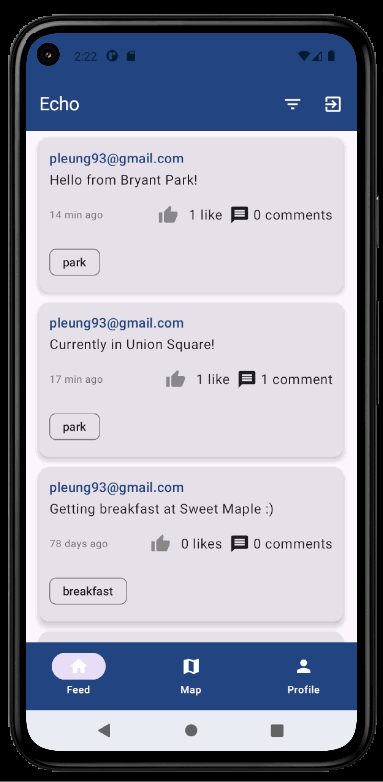 2:22
Echo
pleung93@gmail.com
Hello from Bryant Park!
14 min ago 1 like 0 comments
park
pleung93@gmail.com
Currently in Union Square!
17 min ago 1 like 1 comment
park
pleung93@gmail.com
Getting breakfast at Sweet Maple :)
78 days ago 0 likes 0 comments
breakfast
Feed Map Profile